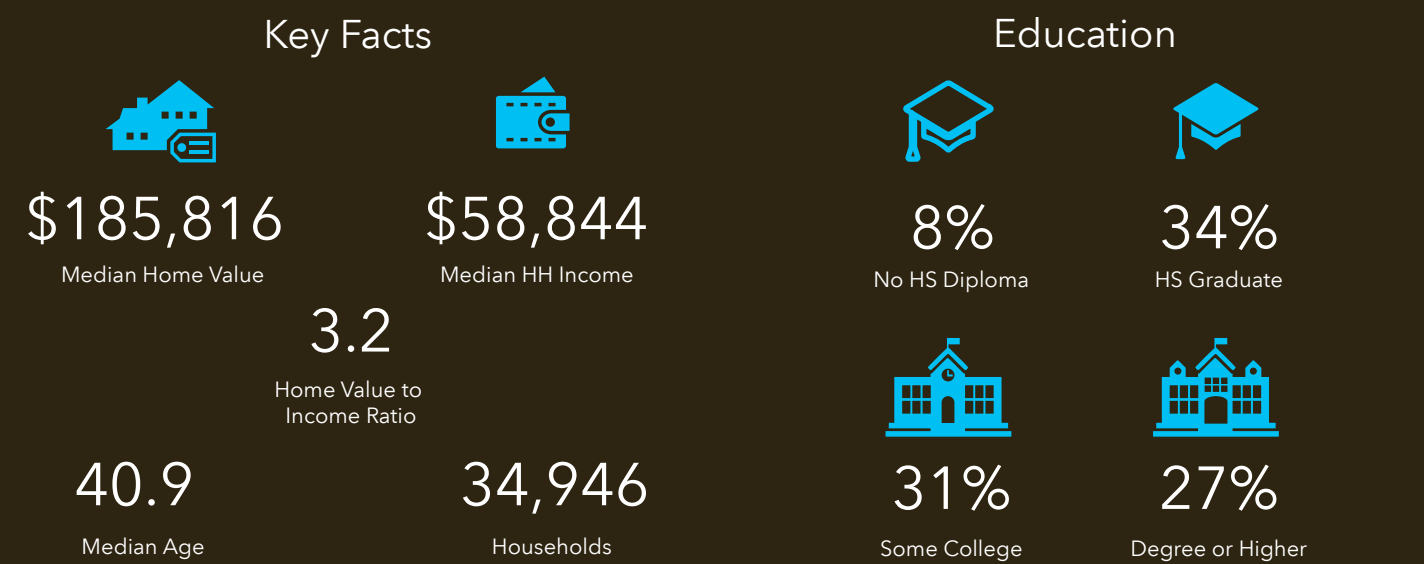 Key Facts
$185,816
Median Home Value
$58,844
Median HH Income
3.2
Home Value to
Income Ratio
40.9
Median Age
34,946
Households
Education
8%
No HS Diploma
34%
HS Graduate
31%
Some College
27%
Degree or Higher